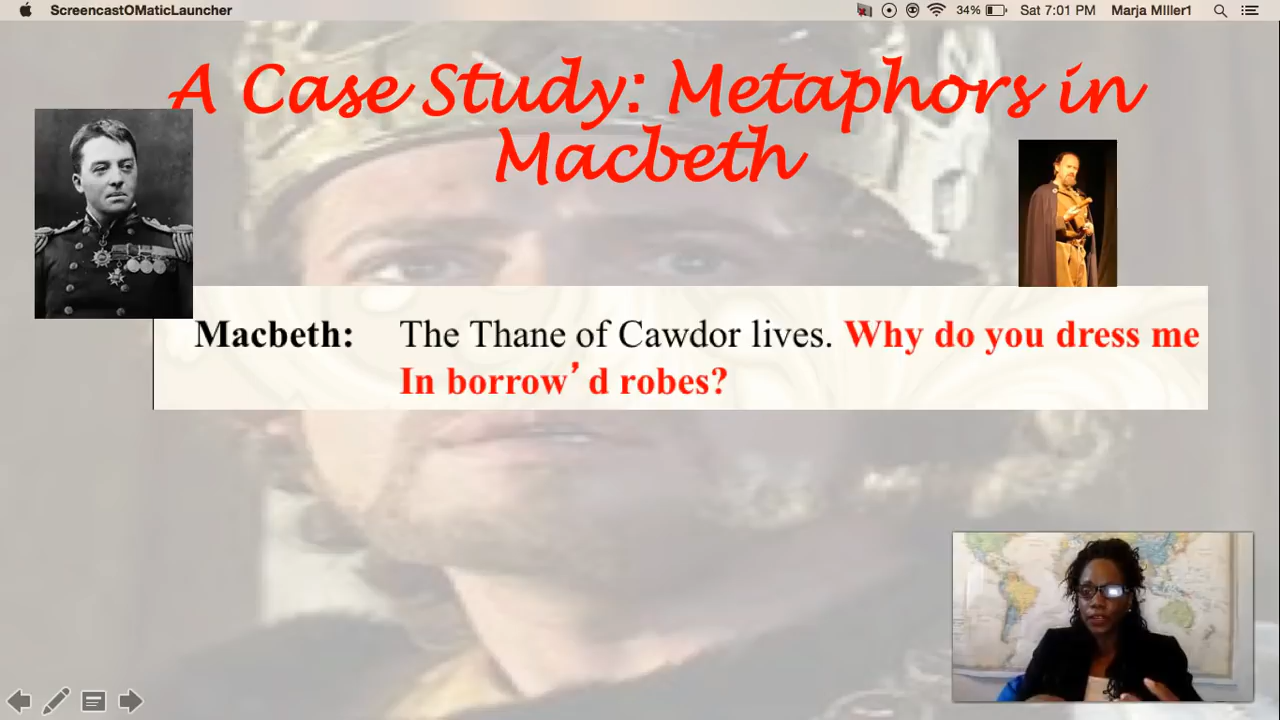 ScreencastOMaticLauncher 34% Sat 7:01 PM Marja MIller1
A Case Study: Metaphors in
Macbeth
Macbeth: The Thane of Cawdor lives. Why do you dress me
In borrow’d robes?